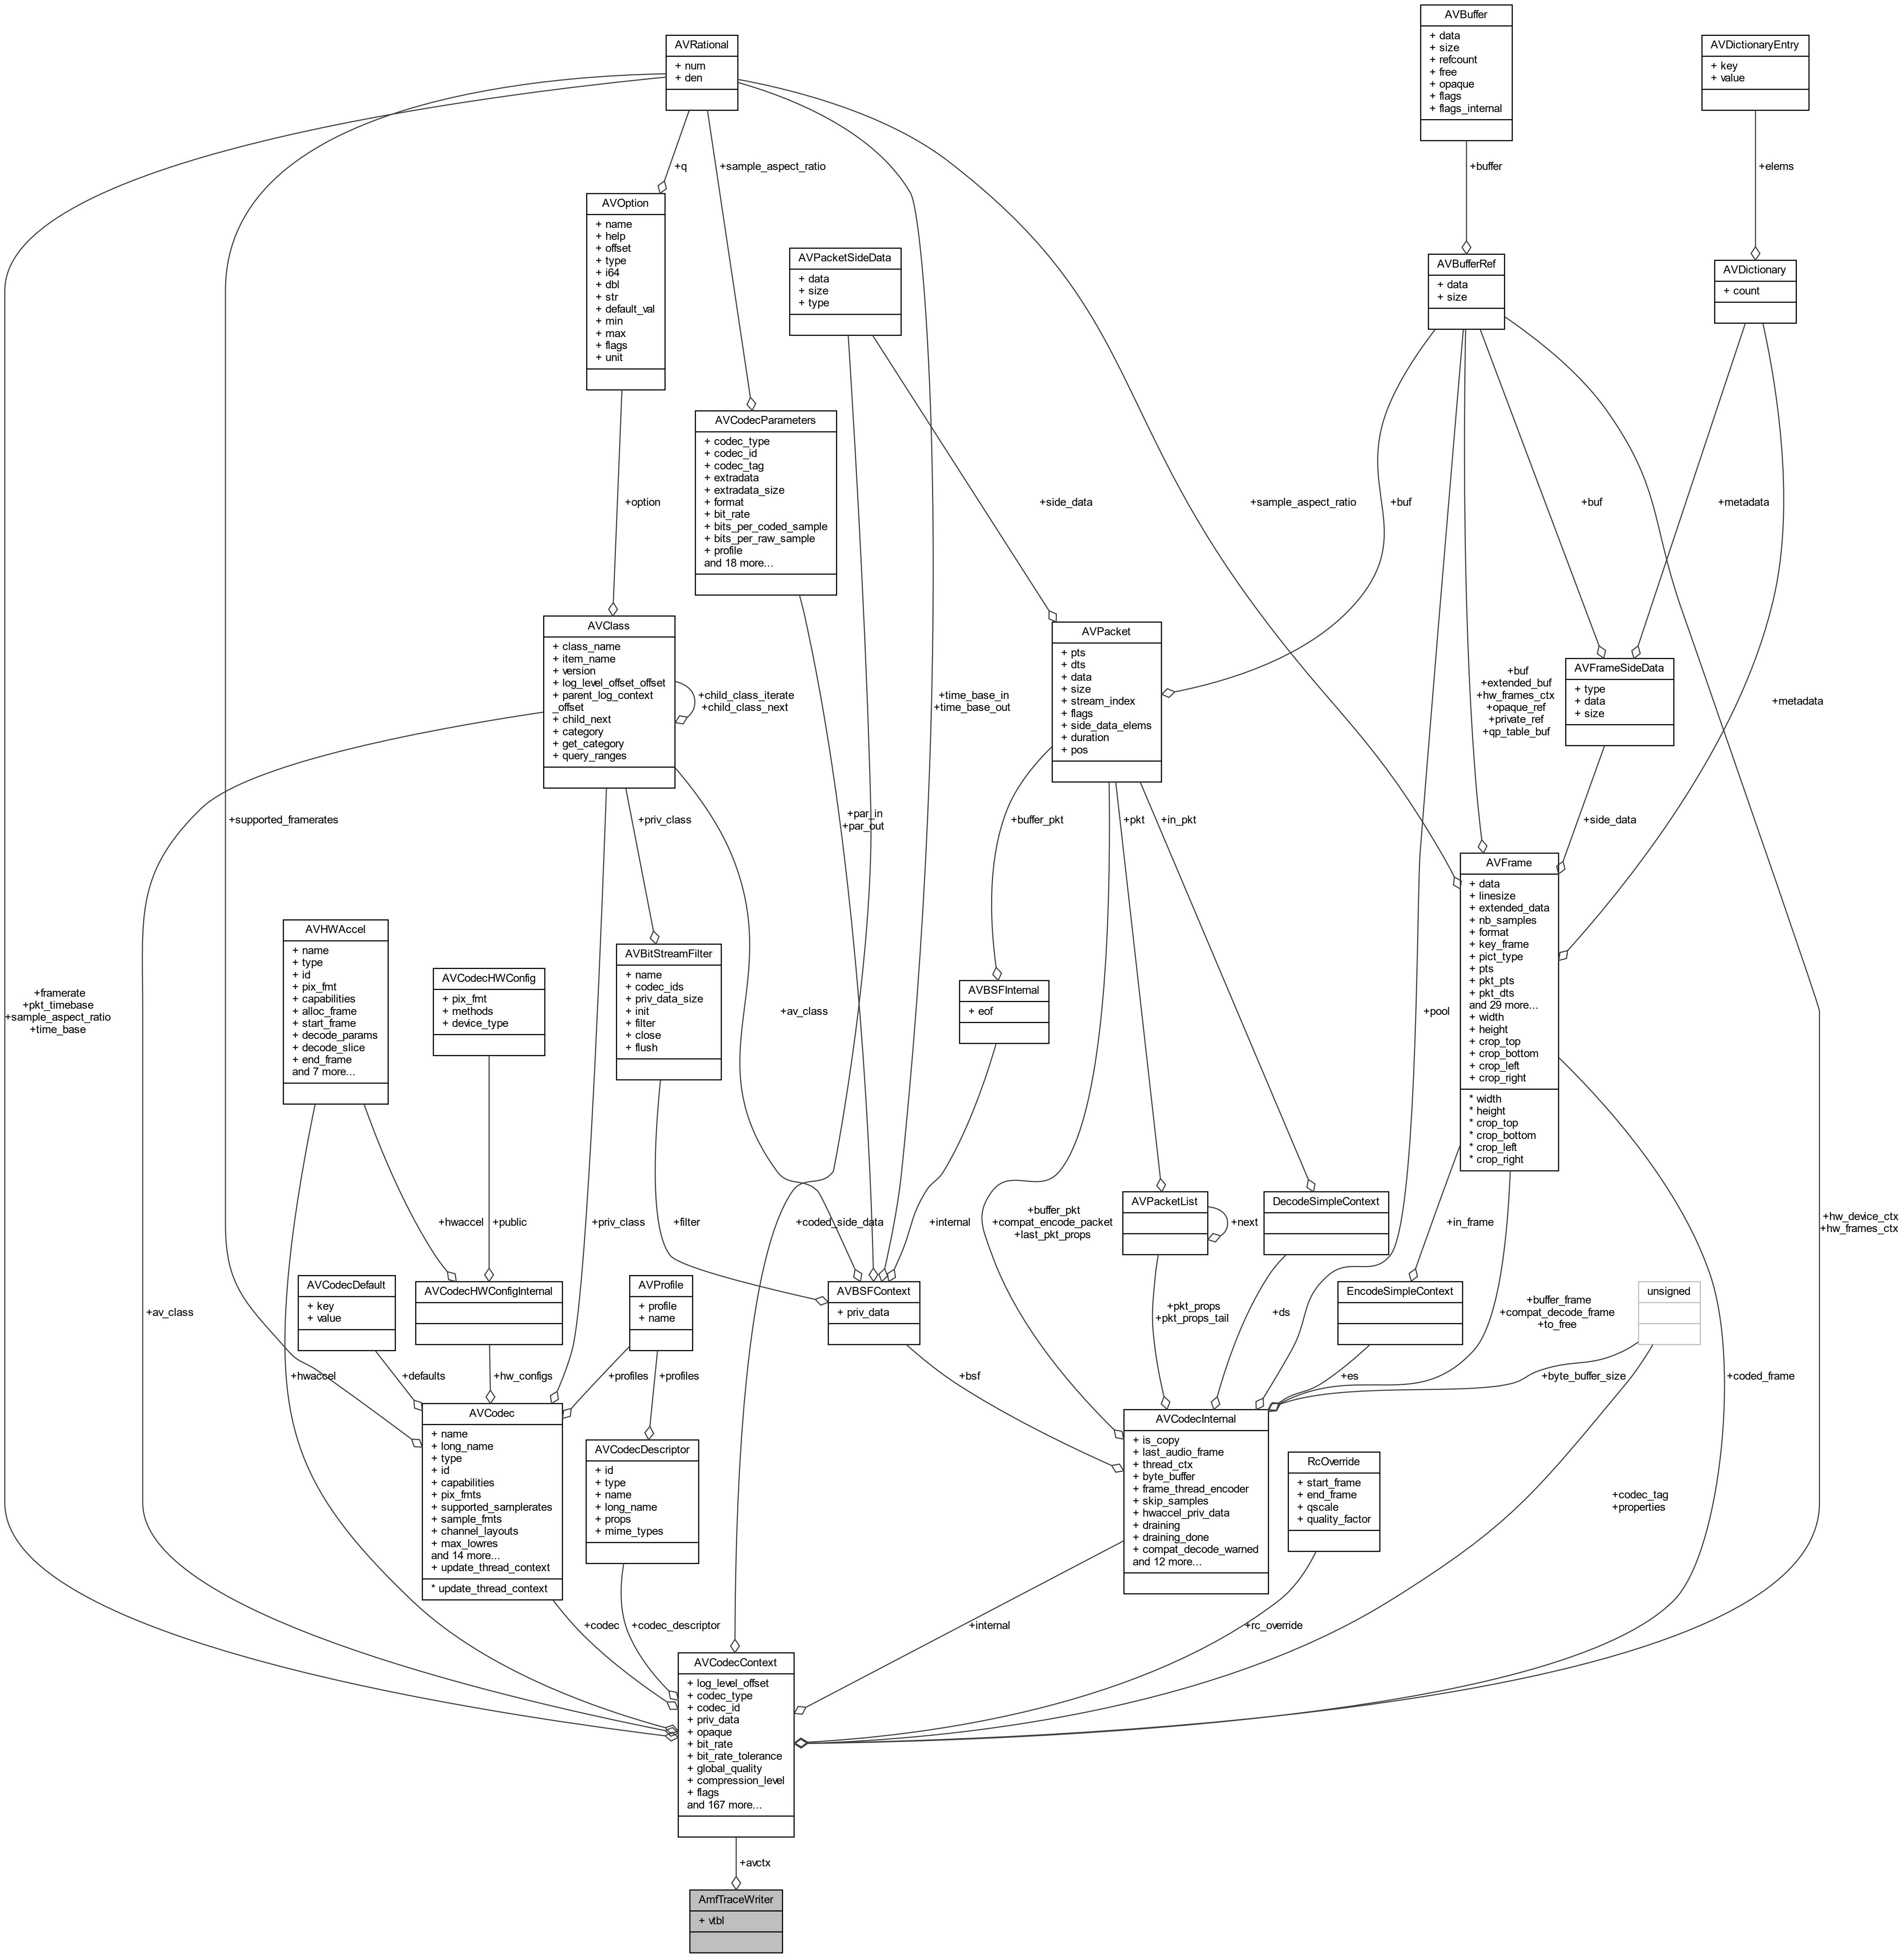 AVBuffer
+ data
+ size
+ refcount
+ free
+ opaque
+ flags
+ flags_internal
AVRational
+ num
+ den
AVDictionaryEntry
+ key
+ value
+q
+sample_aspect_ratio
+buffer
+elems
AVOption
+ name
+ help
+ offset
+ type
+ i64
+ dbl
+ str
+ default_val
+ min
+ max
+ flags
+ unit
AVPacketSideData
+ data
+ size
+ type
AVBufferRef
+ data
+ size
AVDictionary
+ count
AVCodecParameters
+ codec_type
+ codec_id
+ codec_tag
+ extradata
+ extradata_size
+ format
+ bit_rate
+ bits_per_coded_sample
+ bits_per_raw_sample
+ profile
and 18 more...
+option
+side_data
+sample_aspect_ratio
+buf
+buf
+metadata
AVClass
+ class_name
+ item_name
+ version
+ log_level_offset_offset
+ parent_log_context
_offset
+ child_next
+ category
+ get_category
+ query_ranges
+child_class_iterate
+child_class_next
+time_base_in
+time_base_out
AVPacket
+ pts
+ dts
+ data
+ size
+ stream_index
+ flags
+ side_data_elems
+ duration
+ pos
+buf
+extended_buf
+hw_frames_ctx
+opaque_ref
+private_ref
+qp_table_buf
AVFrameSideData
+ type
+ data
+ size
+metadata
+supported_framerates
+priv_class
+par_in
+par_out
+buffer_pkt
+pkt
+in_pkt
+side_data
AVFrame
+ data
+ linesize
+ extended_data
+ nb_samples
+ format
+ key_frame
+ pict_type
+ pts
+ pkt_pts
+ pkt_dts
and 29 more...
+ width
+ height
+ crop_top
+ crop_bottom
+ crop_left
+ crop_right
* width
* height
* crop_top
* crop_bottom
* crop_left
* crop_right
+framerate
+pkt_timebase
+sample_aspect_ratio
+time_base
AVHWAccel
+ name
+ type
+ id
+ pix_fmt
+ capabilities
+ alloc_frame
+ start_frame
+ decode_params
+ decode_slice
+ end_frame
and 7 more...
AVCodecHWConfig
+ pix_fmt
+ methods
+ device_type
AVBitStreamFilter
+ name
+ codec_ids
+ priv_data_size
+ init
+ filter
+ close
+ flush
+av_class
AVBSFInternal
+ eof
+pool
+hwaccel
+public
+priv_class
+filter
+coded_side_data
+internal
+buffer_pkt
+compat_encode_packet
+last_pkt_props
AVPacketList
+next
DecodeSimpleContext
+in_frame
+hw_device_ctx
+hw_frames_ctx
+av_class
AVCodecDefault
+ key
+ value
AVCodecHWConfigInternal
AVProfile
+ profile
+ name
AVBSFContext
+ priv_data
+pkt_props
+pkt_props_tail
+ds
EncodeSimpleContext
+buffer_frame
+compat_decode_frame
+to_free
unsigned
+hwaccel
+defaults
+hw_configs
+profiles
+profiles
+bsf
+es
+byte_buffer_size
+coded_frame
AVCodec
+ name
+ long_name
+ type
+ id
+ capabilities
+ pix_fmts
+ supported_samplerates
+ sample_fmts
+ channel_layouts
+ max_lowres
and 14 more...
+ update_thread_context
* update_thread_context
AVCodecDescriptor
+ id
+ type
+ name
+ long_name
+ props
+ mime_types
AVCodecInternal
+ is_copy
+ last_audio_frame
+ thread_ctx
+ byte_buffer
+ frame_thread_encoder
+ skip_samples
+ hwaccel_priv_data
+ draining
+ draining_done
+ compat_decode_warned
and 12 more...
RcOverride
+ start_frame
+ end_frame
+ qscale
+ quality_factor
+codec_tag
+properties
+codec
+codec_descriptor
+internal
+rc_override
AVCodecContext
+ log_level_offset
+ codec_type
+ codec_id
+ priv_data
+ opaque
+ bit_rate
+ bit_rate_tolerance
+ global_quality
+ compression_level
+ flags
and 167 more...
+avctx
AmfTraceWriter
+ vtbl